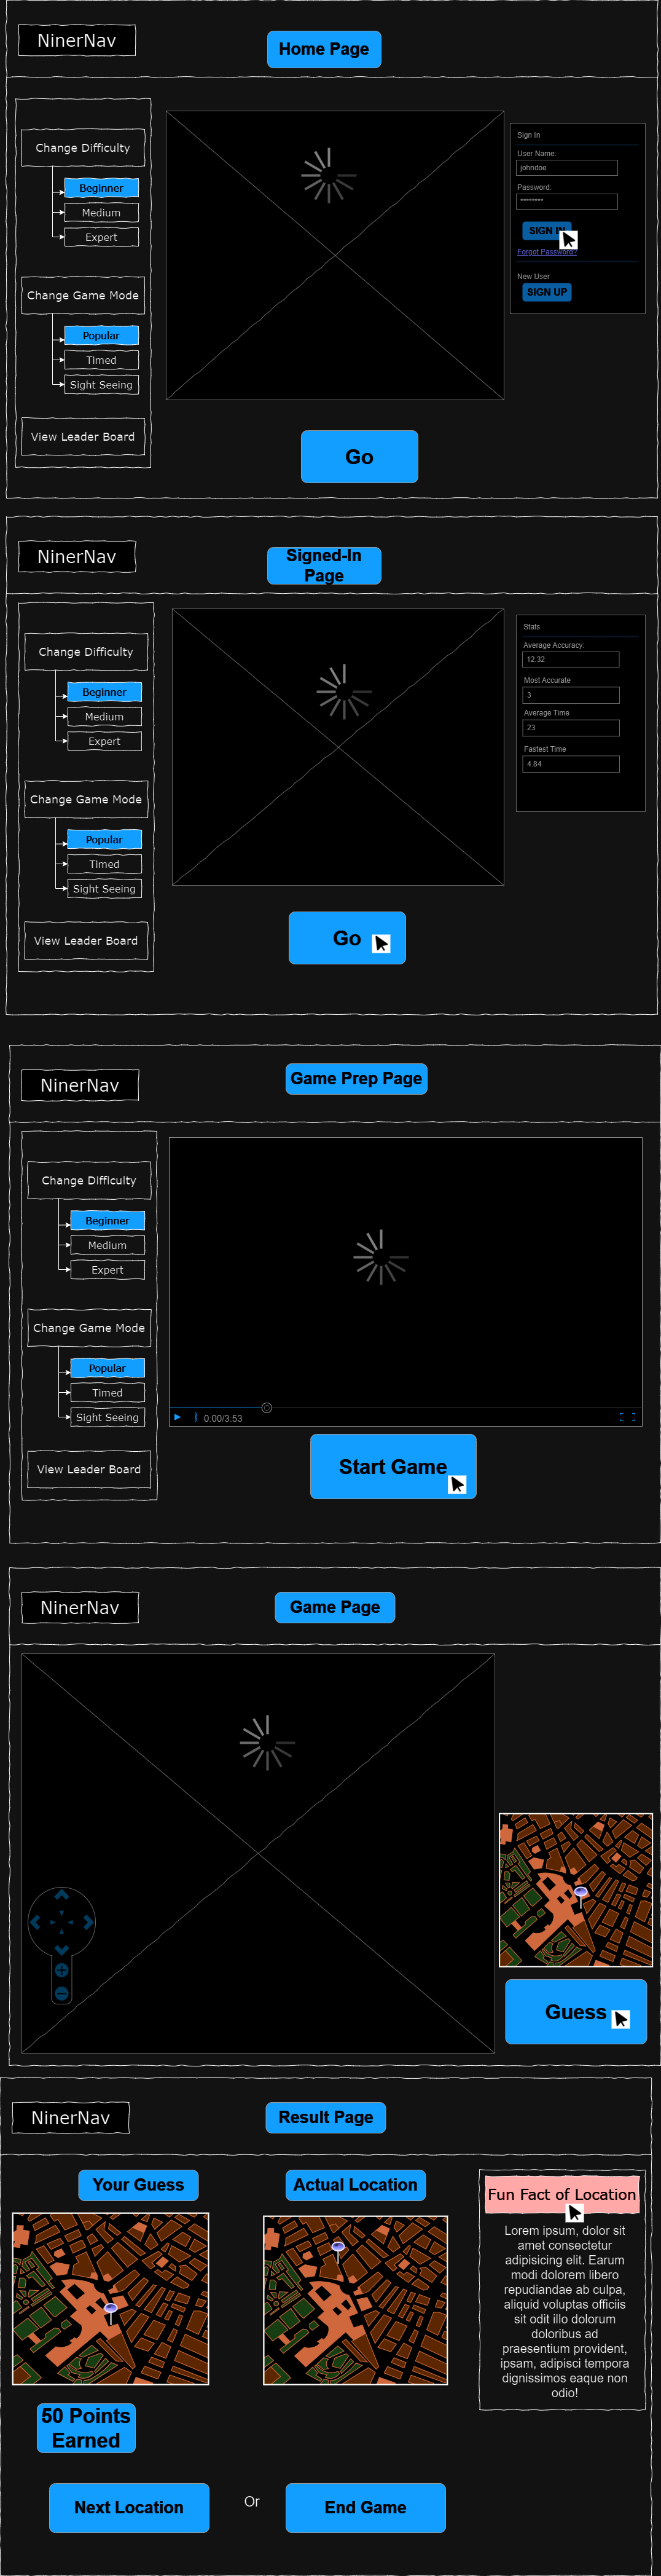 NinerNav
Home Page
Change Difficulty
Beginner
Medium
Expert
Change Game Mode
Popular
Timed
Sight Seeing
View Leader Board
Sign In
User Name:
johndoe
Password:
********
SIGN IN
Forgot Password?
New User
SIGN UP
Go
NinerNav
Signed-In
Page
Change Difficulty
Beginner
Medium
Expert
Change Game Mode
Popular
Timed
Sight Seeing
View Leader Board
Stats
Average Accuracy:
12.32
Most Accurate
3
Average Time
23
Fastest Time
4.84
Go
NinerNav
Game Prep Page
Change Difficulty
Beginner
Medium
Expert
Change Game Mode
Popular
Timed
Sight Seeing
View Leader Board
0:00/3:53
Start Game
NinerNav
Game Page
Guess
NinerNav
Result Page
Your Guess
Actual Location
Fun Fact of Location
Lorem ipsum, dolor sit
amet consectetur
adipisicing elit. Earum
modi dolorem libero
repudiandae ab culpa,
aliquid voluptas officiis
sit odit illo dolorum
doloribus ad
praesentium provident,
ipsam, adipisci tempora
dignissimos eaque non
odio!
50 Points
Earned
Next Location
Or
End Game